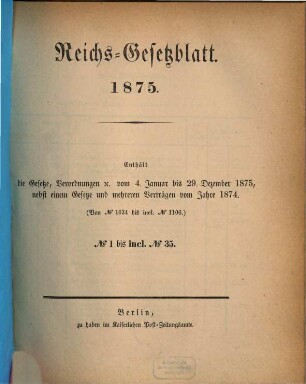 Reichs-Gesetzblatt.
1875.
Enthält
die Gesetze, Verordnungen ꝛc. vom 4. Januar bis 29. Dezember 1875,
nebst einem Gesetze und mehreren Verträgen vom Jahre 1874.
(Von № 1034 bis incl. № 1106.)
№ 1 bis incl. № 35.
Berlin,
zu haben im Kaiserlichen Post-Zeitungsamte.